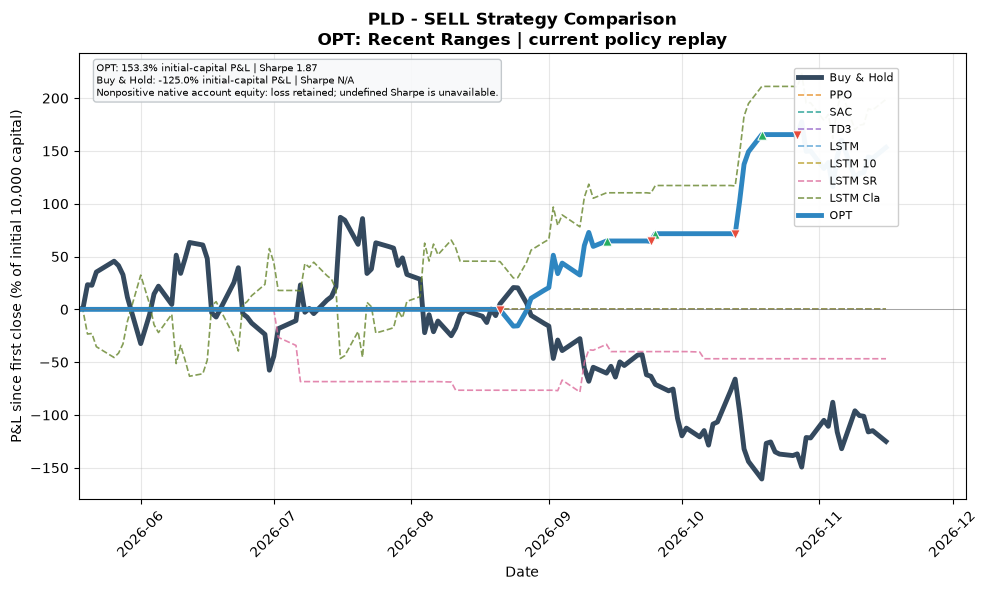 PLD - SELL Strategy Comparison
OPT: Recent Ranges | current policy replay
OPT: 153.3% initial-capital P&L | Sharpe 1.87
Buy & Hold: -125.0% initial-capital P&L | Sharpe N/A
Nonpositive native account equity: loss retained; undefined Sharpe is unavailable.
Buy & Hold
PPO
SAC
TD3
LSTM
LSTM 10
LSTM SR
LSTM Cla
OPT
P&L since first close (% of initial 10,000 capital)
200
150
100
50
0
−50
−100
−150
2026-06
2026-07
2026-08
2026-09
2026-10
2026-11
2026-12
Date